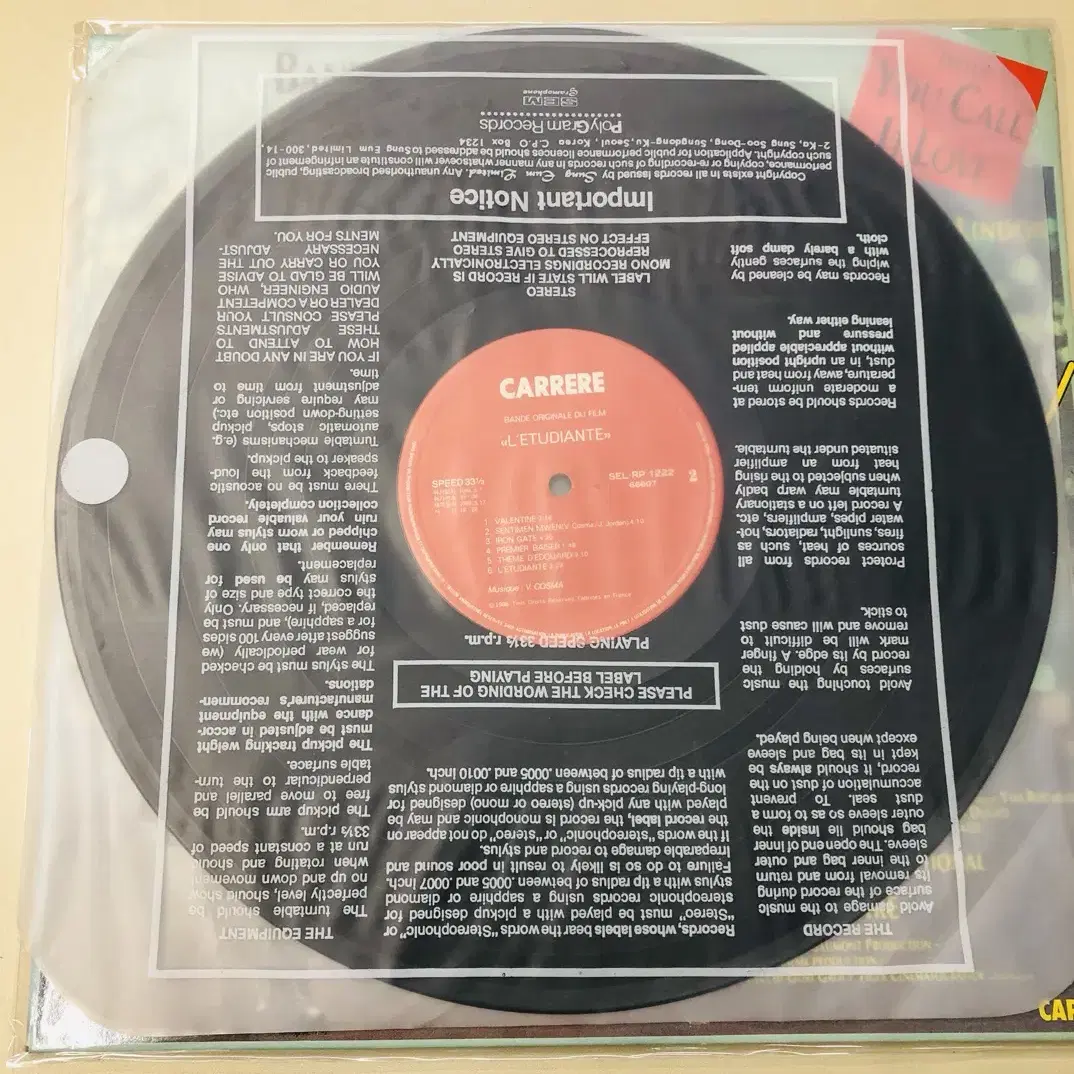 YOU CALL
CARRERE
BANDE ORIGINALE DU FILM
«L'ETUDIANTE»
SPEED 33⅓
SEL-RP 1222
2
1 VALENTINE
2 SENTIMEN MWEN
3 IRON GATE
4 PREMIER BAISER
5 THEME D'EDOUARD
6 L'ETUDIANTE
Musique : V. COSMA
THE EQUIPMENT
The turntable should be
perfectly level, should show
no up and down movement
when rotating and should
run at a constant speed of
33⅓ r.p.m.
The pickup arm should be
free to move parallel and
perpendicular to the turn-
table surface.
The pickup tracking weight
must be adjusted in accor-
dance with the equipment
manufacturer's recommen-
dations.
The stylus must be checked
for wear periodically (we
suggest after every 100 sides
for a sapphire), and must be
replaced, if necessary. Only
the correct type and size of
stylus may be used for
replacement.
Remember that only one
chipped or worn stylus may
ruin your valuable record
collection completely.
There must be no acoustic
feedback from the loud-
speaker to the pickup.
Turntable mechanisms (e.g.
automatic stops, pickup
setting-down position etc.)
may require servicing or
adjustment from time to
time.
IF YOU ARE IN ANY DOUBT
HOW TO ATTEND TO
THESE ADJUSTMENTS
PLEASE CONSULT YOUR
DEALER OR A COMPETENT
AUDIO ENGINEER, WHO
WILL BE GLAD TO ADVISE
YOU OR CARRY OUT THE
NECESSARY ADJUST-
MENTS FOR YOU.
Records, whose labels bear the words "Stereophonic" or
"Stereo" must be played with a pickup designed for
stereophonic records using a sapphire or diamond
stylus with a tip radius of between .0005 and .0007 inch.
Failure to do so is likely to result in poor sound and
irreparable damage to record and stylus.
If the words "stereophonic" or "stereo" do not appear on
the record label, the record is monophonic and may be
played with any pick-up (stereo or mono) designed for
long-playing records using a sapphire or diamond stylus
with a tip radius of between .0005 and .0010 inch.
PLEASE CHECK THE WORDING OF THE
LABEL BEFORE PLAYING
PLAYING SPEED 33⅓ r.p.m.
STEREO
LABEL WILL STATE IF RECORD IS
MONO RECORDINGS ELECTRONICALLY
REPROCESSED TO GIVE STEREO
EFFECT ON STEREO EQUIPMENT
THE RECORD
Avoid damage to the music
surface of the record during
its removal from and return
to the inner bag and outer
sleeve. The open end of inner
bag should lie inside the
outer sleeve so as to form a
dust seal. To prevent
accumulation of dust on the
record, it should always be
kept in its bag and sleeve
except when being played.
Avoid touching the music
surfaces by holding the
record by its edge. A finger
mark will be difficult to
remove and will cause dust
to stick.
Protect records from all
sources of heat, such as
fires, sunlight, radiators, hot-
water pipes, amplifiers, etc.
A record left on a stationary
turntable may warp badly
when subjected to the rising
heat from an amplifier
situated under the turntable.
Records should be stored at
a moderate uniform tem-
perature, away from heat and
dust, in an upright position
without appreciable applied
pressure and without
leaning either way.
Records may be cleaned by
wiping the surfaces gently
with a barely damp soft
cloth.
Important Notice
Copyright exists in all records issued by Sung Eum Limited. Any unauthorised broadcasting, public
performance, copying or re-recording of such records in any manner whatsoever will constitute an infringement of
such copyright. Application for public performance licences should be addressed to Sung Eum Limited, 300-14,
2-Ka, Sung Soo-Dong, Sungdong-Ku, Seoul, Korea C.P.O Box 1234
PolyGram Records
SEM
Gramophone
CAR